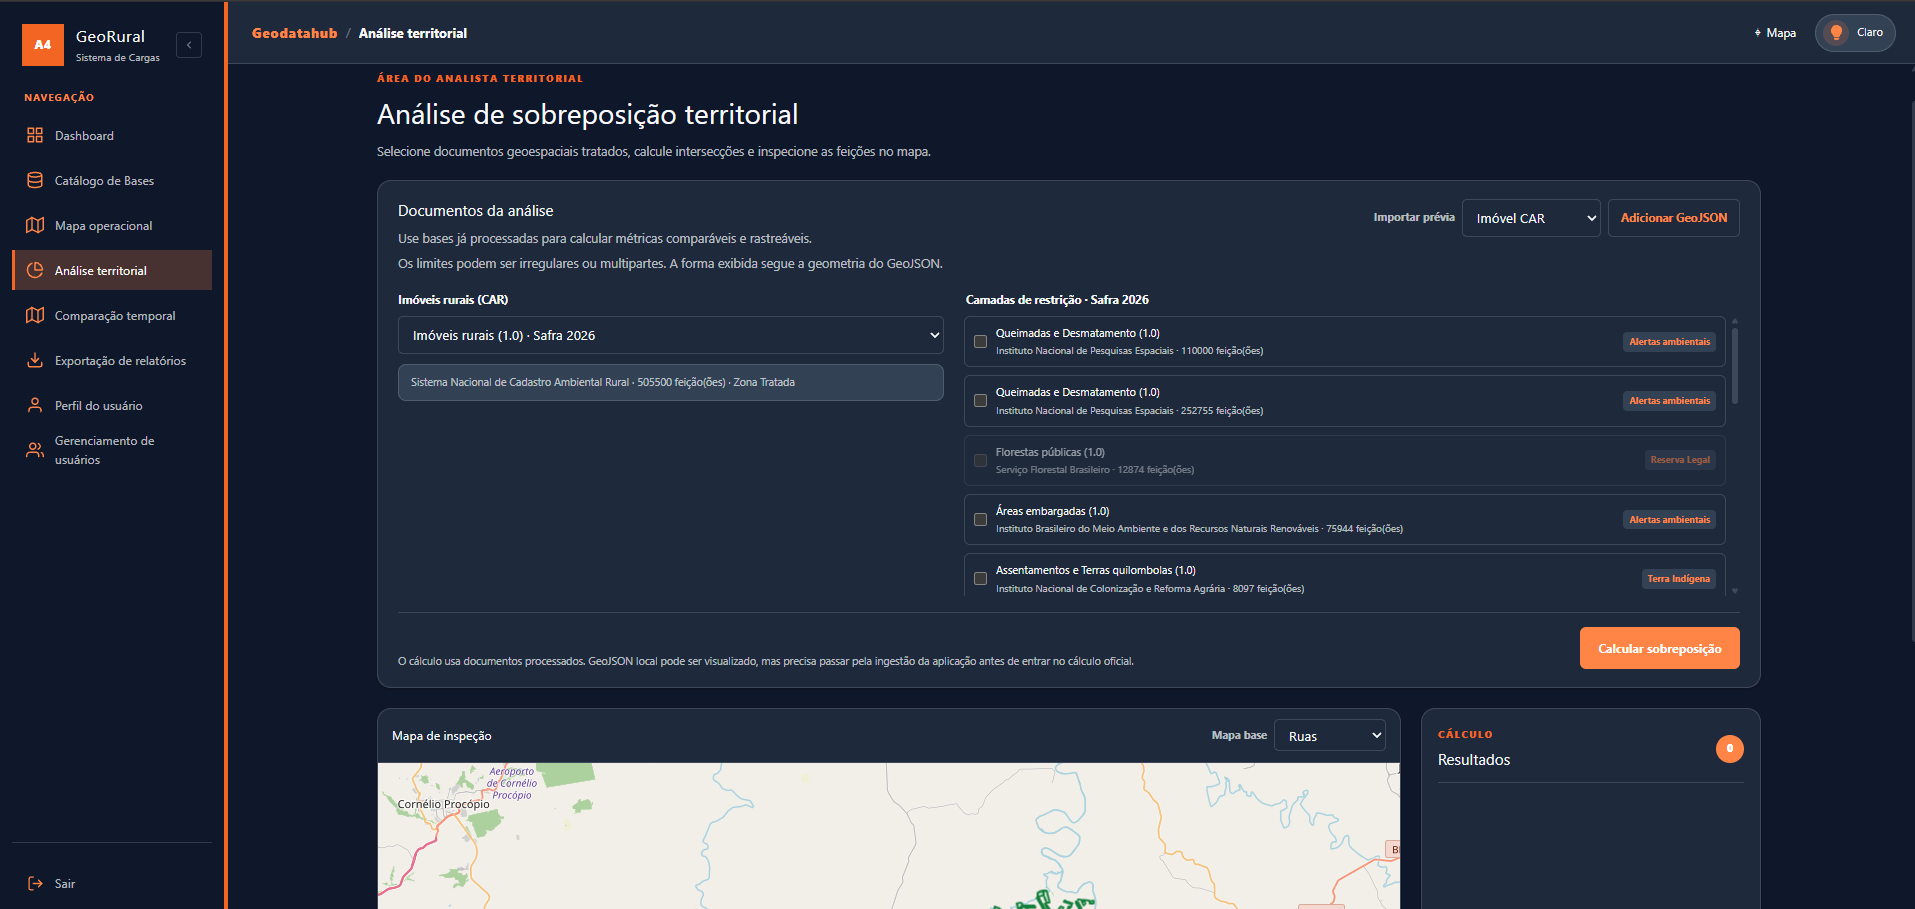 A4
GeoRural
Sistema de Cargas
NAVEGAÇÃO
Dashboard
Catálogo de Bases
Mapa operacional
Análise territorial
Comparação temporal
Exportação de relatórios
Perfil do usuário
Gerenciamento de
usuários
Sair
Geodatahub / Análise territorial
Mapa
Claro
ÁREA DO ANALISTA TERRITORIAL
Análise de sobreposição territorial
Selecione documentos geoespaciais tratados, calcule intersecções e inspecione as feições no mapa.
Documentos da análise
Use bases já processadas para calcular métricas comparáveis e rastreáveis.
Os limites podem ser irregulares ou multipartes. A forma exibida segue a geometria do GeoJSON.
Importar prévia
Imóvel CAR
Adicionar GeoJSON
Imóveis rurais (CAR)
Imóveis rurais (1.0) · Safra 2026
Sistema Nacional de Cadastro Ambiental Rural · 505500 feição(ões) · Zona Tratada
Camadas de restrição · Safra 2026
Queimadas e Desmatamento (1.0)
Instituto Nacional de Pesquisas Espaciais · 110000 feição(ões)
Alertas ambientais
Queimadas e Desmatamento (1.0)
Instituto Nacional de Pesquisas Espaciais · 252755 feição(ões)
Alertas ambientais
Florestas públicas (1.0)
Serviço Florestal Brasileiro · 12874 feição(ões)
Reserva Legal
Áreas embargadas (1.0)
Instituto Brasileiro do Meio Ambiente e dos Recursos Naturais Renováveis · 75944 feição(ões)
Alertas ambientais
Assentamentos e Terras quilombolas (1.0)
Instituto Nacional de Colonização e Reforma Agrária · 8097 feição(ões)
Terra Indígena
O cálculo usa documentos processados. GeoJSON local pode ser visualizado, mas precisa passar pela ingestão da aplicação antes de entrar no cálculo oficial.
Calcular sobreposição
Mapa de inspeção
Mapa base
Ruas
Aeroporto
de Cornélio
Procópio
Cornélio Procópio
CÁLCULO
Resultados
0